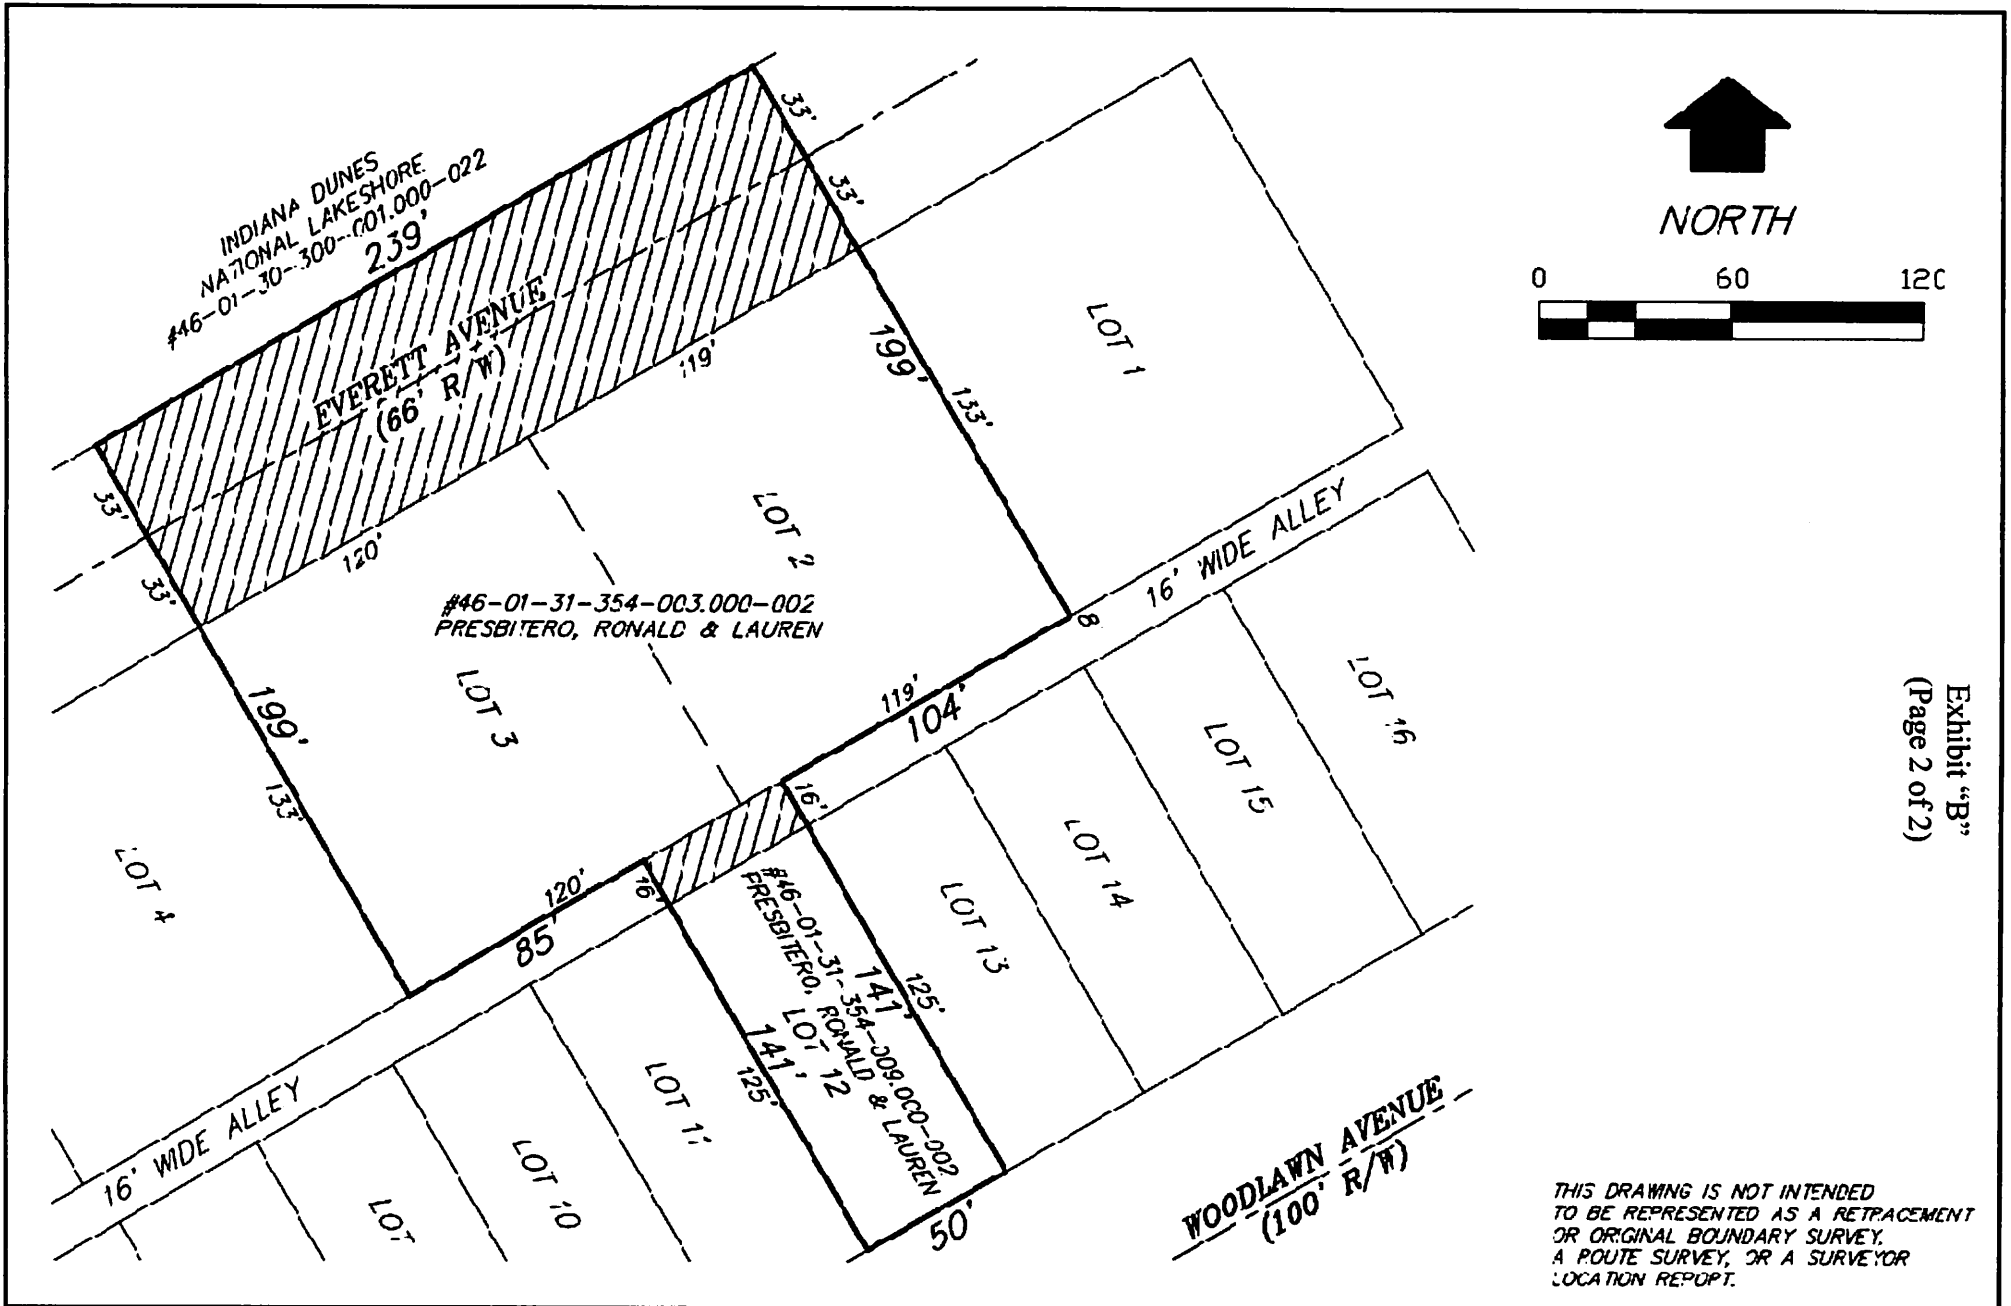 INDIANA DUNES
NATIONAL LAKESHORE
#46-01-30-300-001.000-022
239'
33'
33'
EVERETT AVENUE
(66' R/W)
119'
120'
33'
33'
199'
133'
199'
133'
LOT 1
LOT 2
LOT 3
LOT 4
#46-01-31-354-003.000-002
PRESBITERO, RONALD & LAUREN
16' WIDE ALLEY
8
119'
104'
16'
120'
85'
16'
16' WIDE ALLEY
LOT
LOT 10
LOT 11
#46-01-31-354-009.000-002
PRESBITERO, RONALD & LAUREN
LOT 12
141'
125'
141'
125'
50'
LOT 13
LOT 14
LOT 15
LOT 16
WOODLAWN AVENUE
(100' R/W)
NORTH
0 60 120
Exhibit "B"
(Page 2 of 2)
THIS DRAWING IS NOT INTENDED
TO BE REPRESENTED AS A RETRACEMENT
OR ORIGINAL BOUNDARY SURVEY,
A ROUTE SURVEY, OR A SURVEYOR
LOCATION REPORT.